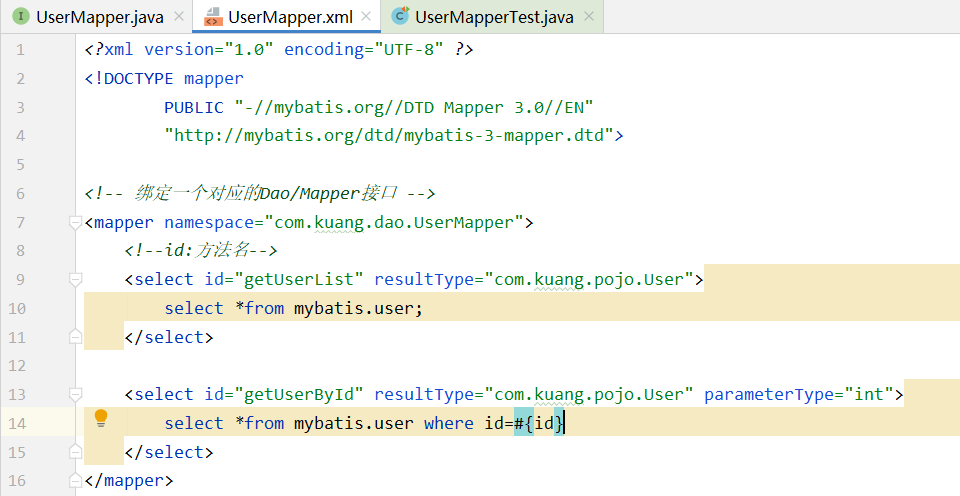 UserMapper.java UserMapper.xml UserMapperTest.java
1 <?xml version="1.0" encoding="UTF-8" ?>
2 <!DOCTYPE mapper
3         PUBLIC "-//mybatis.org//DTD Mapper 3.0//EN"
4         "http://mybatis.org/dtd/mybatis-3-mapper.dtd">
5
6 <!-- 绑定一个对应的Dao/Mapper接口 -->
7 <mapper namespace="com.kuang.dao.UserMapper">
8     <!--id:方法名-->
9     <select id="getUserList" resultType="com.kuang.pojo.User">
10         select *from mybatis.user;
11     </select>
12
13     <select id="getUserById" resultType="com.kuang.pojo.User" parameterType="int">
14         select *from mybatis.user where id=#{id}
15     </select>
16 </mapper>